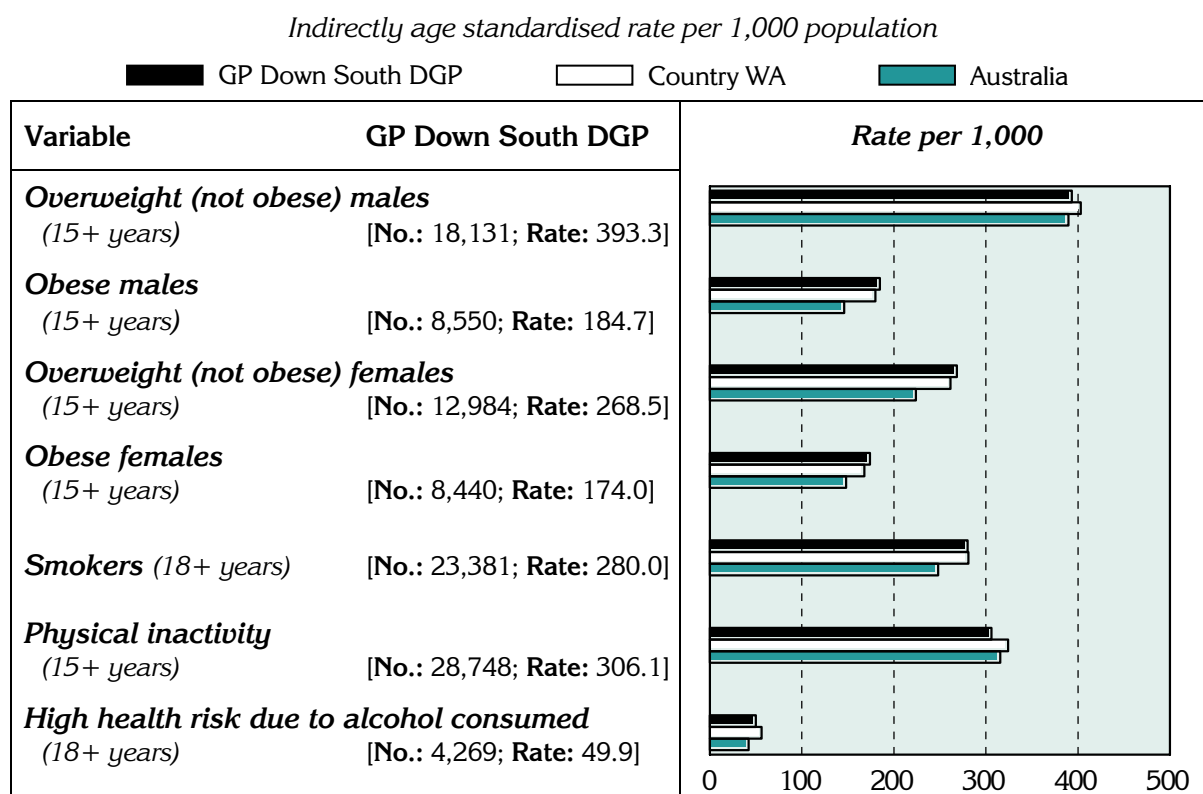 Indirectly age standardised rate per 1,000 population
GP Down South DGP Country WA Australia
Variable GP Down South DGP Rate per 1,000
Overweight (not obese) males
(15+ years) [No.: 18,131; Rate: 393.3]
Obese males
(15+ years) [No.: 8,550; Rate: 184.7]
Overweight (not obese) females
(15+ years) [No.: 12,984; Rate: 268.5]
Obese females
(15+ years) [No.: 8,440; Rate: 174.0]
Smokers (18+ years) [No.: 23,381; Rate: 280.0]
Physical inactivity
(15+ years) [No.: 28,748; Rate: 306.1]
High health risk due to alcohol consumed
(18+ years) [No.: 4,269; Rate: 49.9]
0 100 200 300 400 500